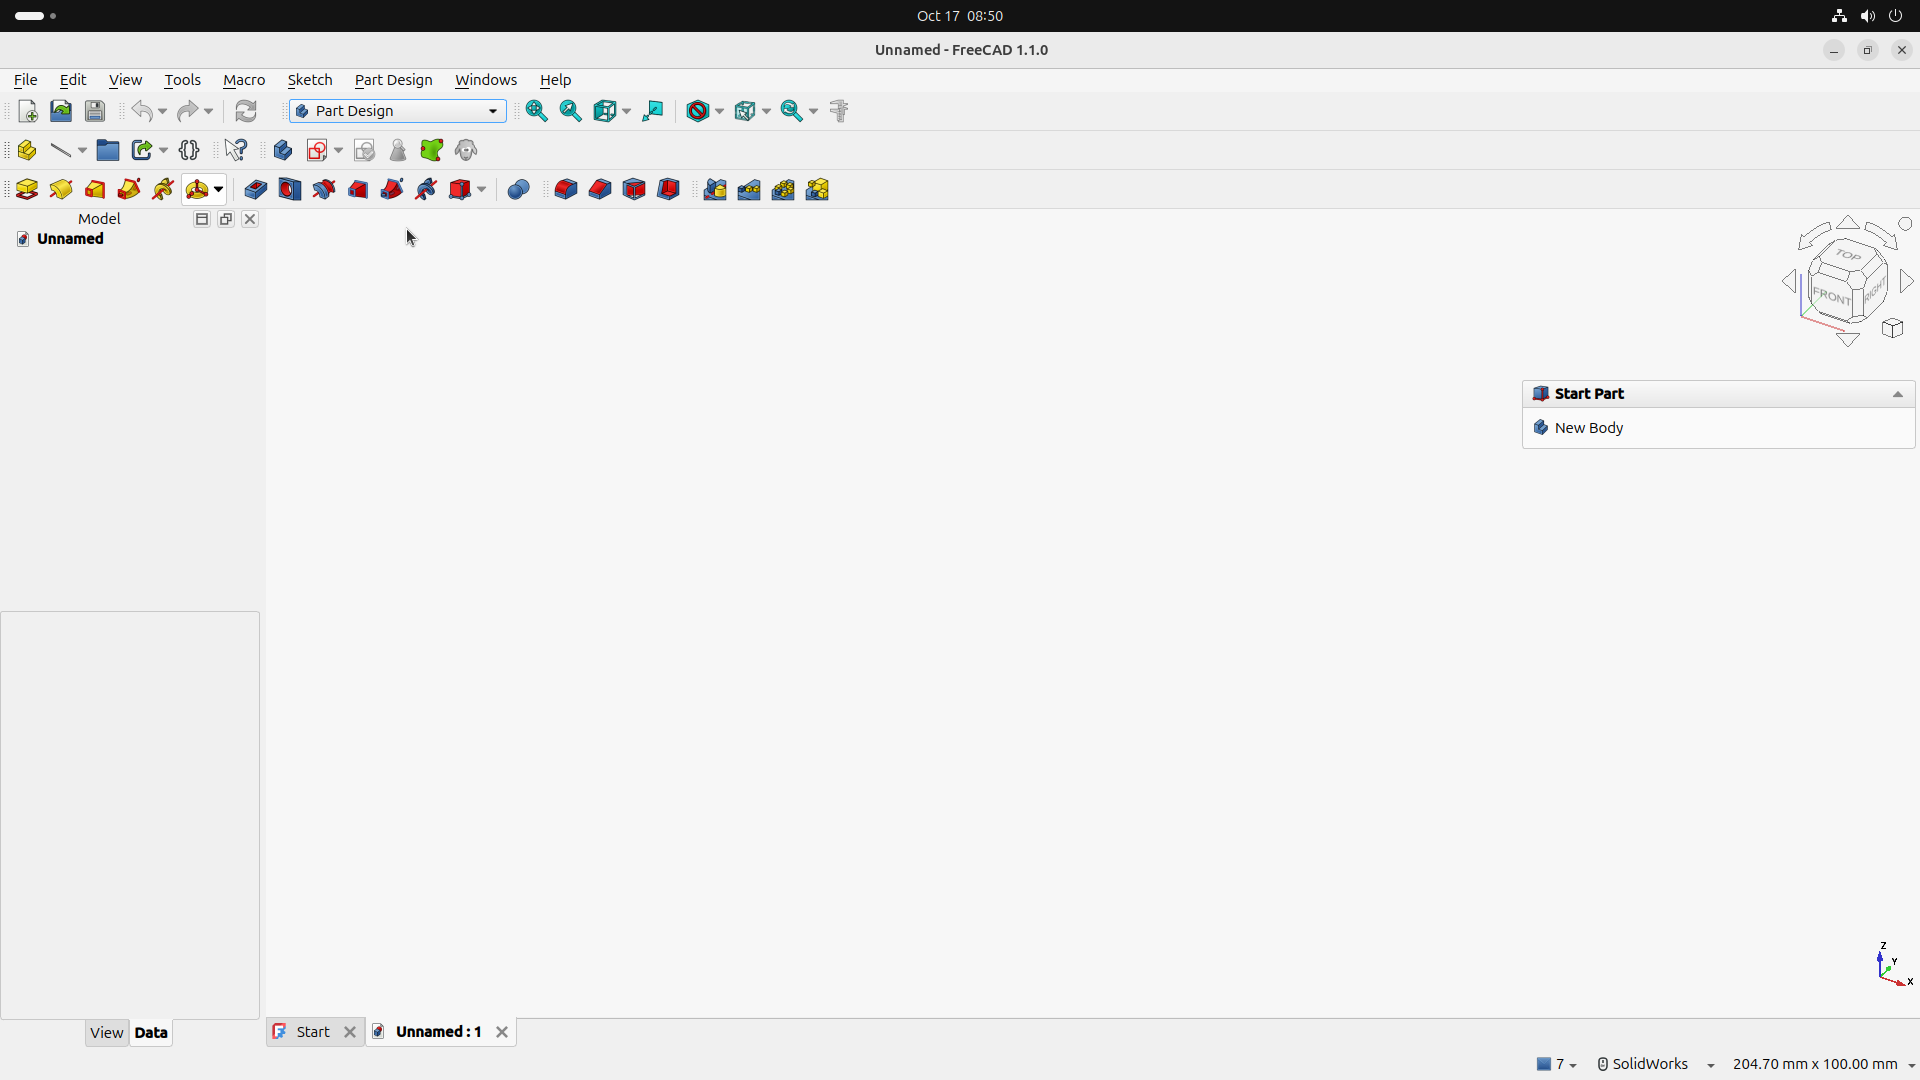 Oct 17 08:50
Unnamed - FreeCAD 1.1.0
File Edit View Tools Macro Sketch Part Design Windows Help
Part Design
Model
Unnamed
TOP
FRONT
RIGHT
Start Part
New Body
Z
Y
X
View Data
Start
Unnamed : 1
7
SolidWorks
204.70 mm x 100.00 mm